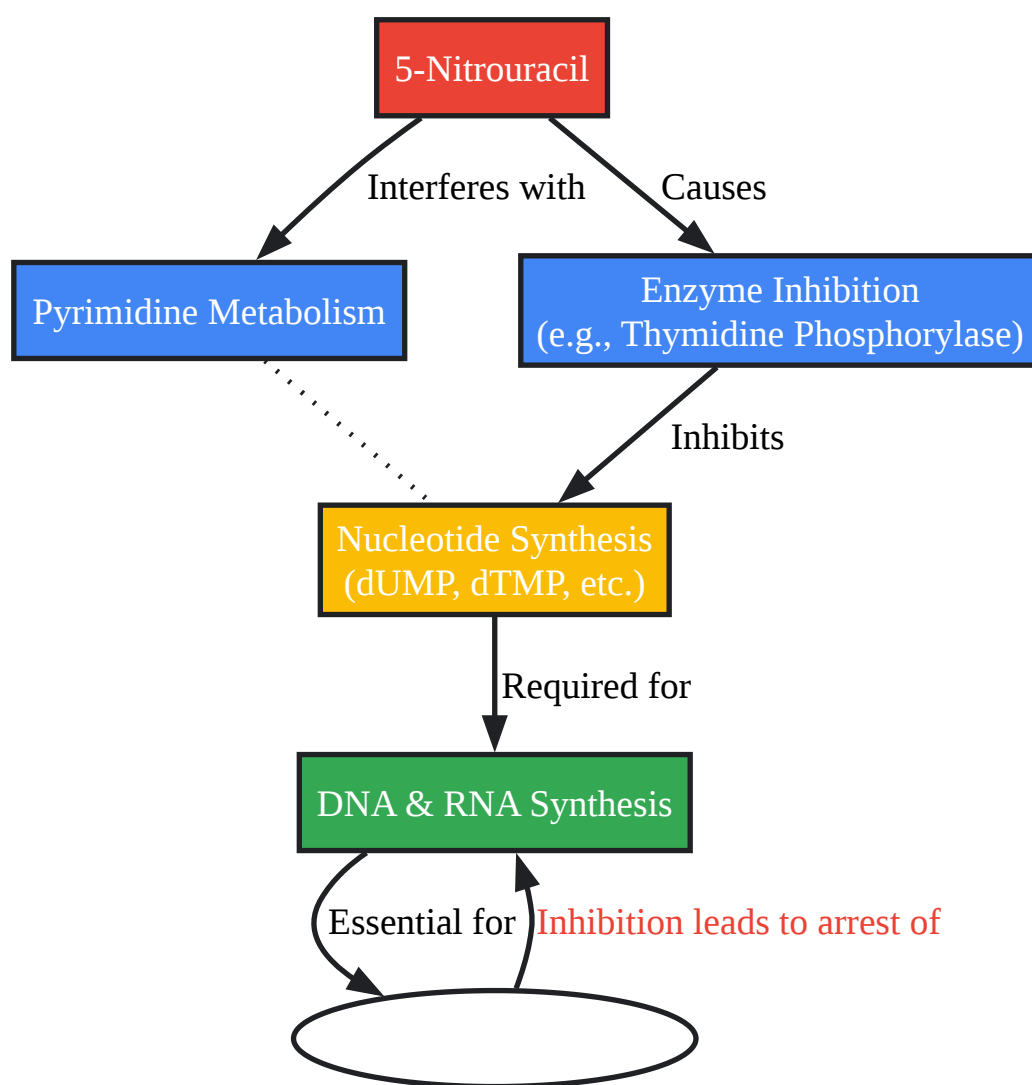 5-Nitrouracil
Interferes with
Causes
Pyrimidine Metabolism
Enzyme Inhibition
(e.g., Thymidine Phosphorylase)
Inhibits
Nucleotide Synthesis
(dUMP, dTMP, etc.)
Required for
DNA & RNA Synthesis
Essential for
Inhibition leads to arrest of